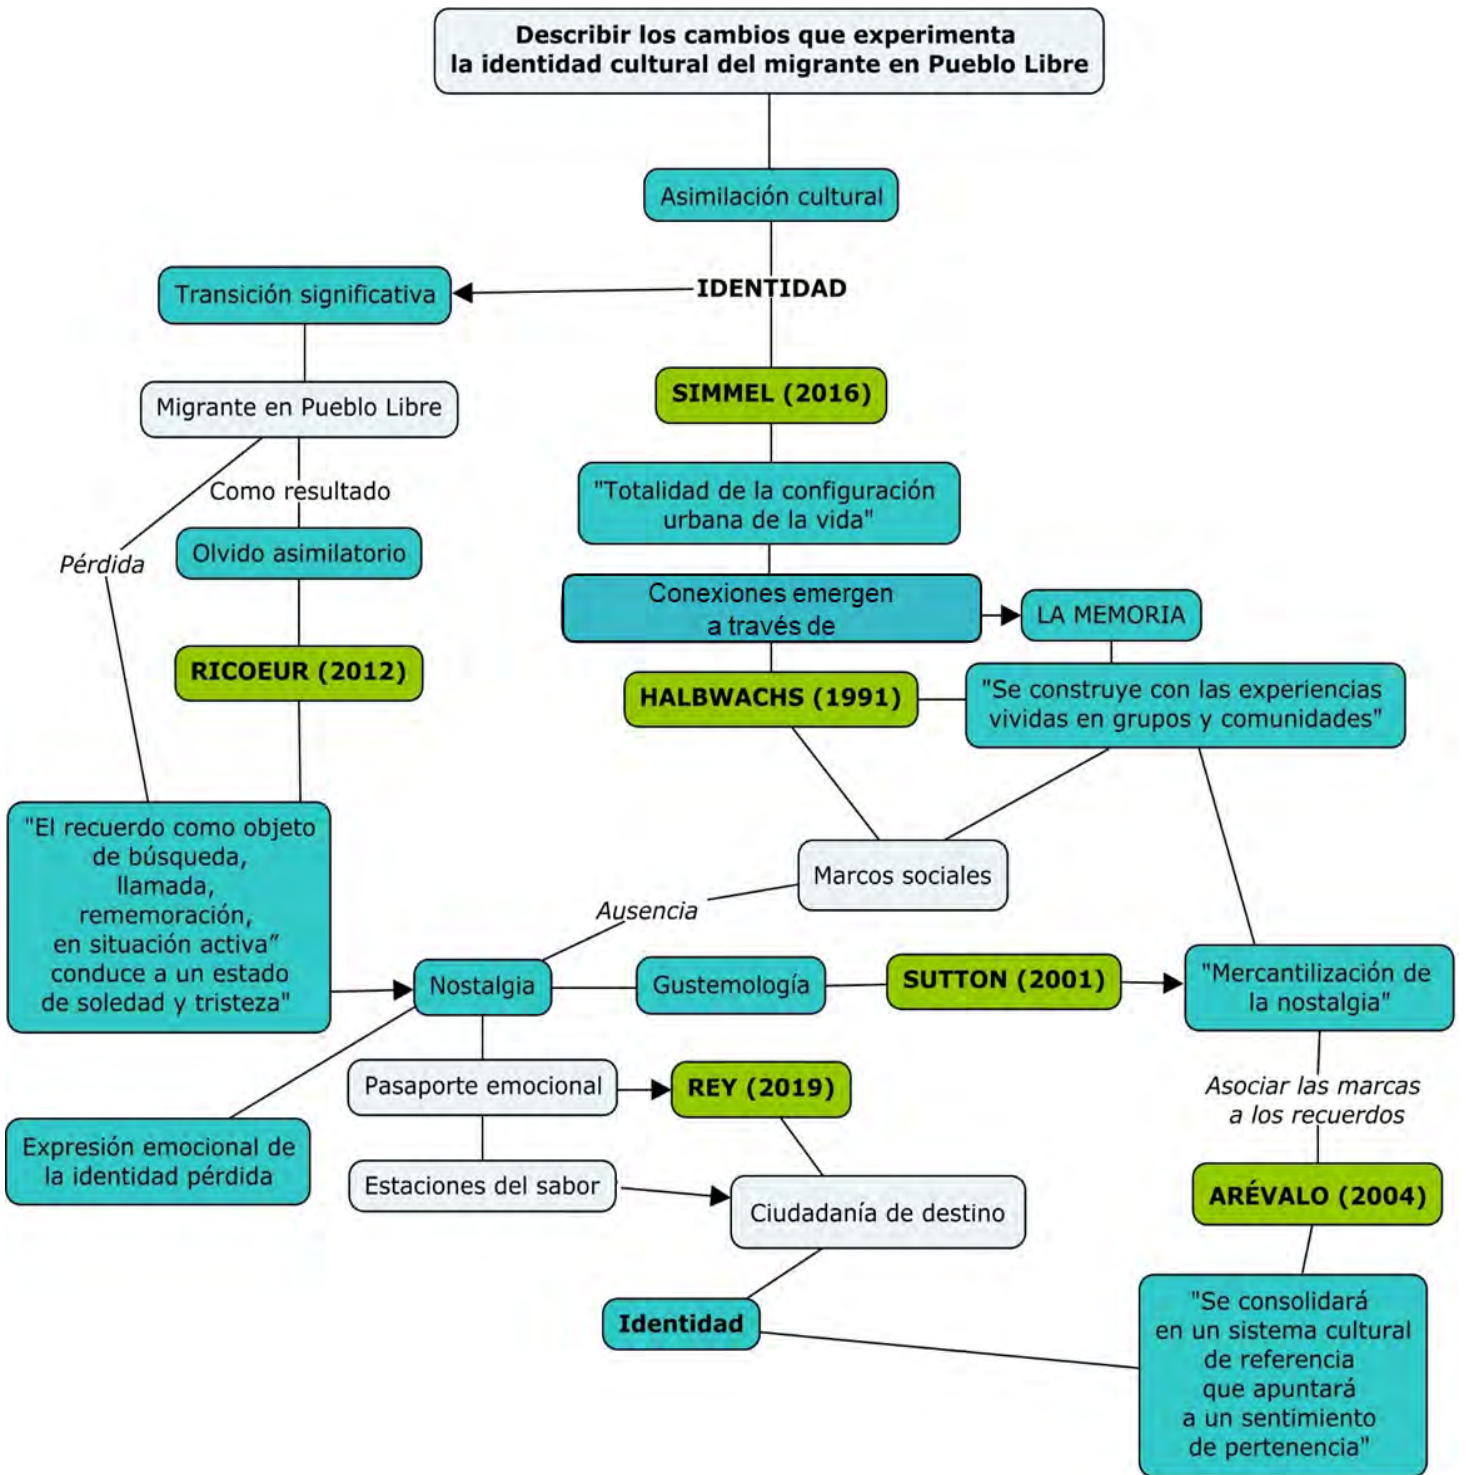 Describir los cambios que experimenta
la identidad cultural del migrante en Pueblo Libre
Asimilación cultural
IDENTIDAD
Transición significativa
SIMMEL (2016)
Migrante en Pueblo Libre
Como resultado
"Totalidad de la configuración
urbana de la vida"
Pérdida
Olvido asimilatorio
Conexiones emergen
a través de
LA MEMORIA
RICOEUR (2012)
HALBWACHS (1991)
"Se construye con las experiencias
vividas en grupos y comunidades"
"El recuerdo como objeto
de búsqueda,
llamada,
rememoración,
en situación activa”
conduce a un estado
de soledad y tristeza"
Marcos sociales
Ausencia
Nostalgia
Gustemología
SUTTON (2001)
"Mercantilización de
la nostalgia"
Pasaporte emocional
REY (2019)
Asociar las marcas
a los recuerdos
Expresión emocional de
la identidad pérdida
Estaciones del sabor
Ciudadanía de destino
ARÉVALO (2004)
Identidad
"Se consolidará
en un sistema cultural
de referencia
que apuntará
a un sentimiento
de pertenencia"